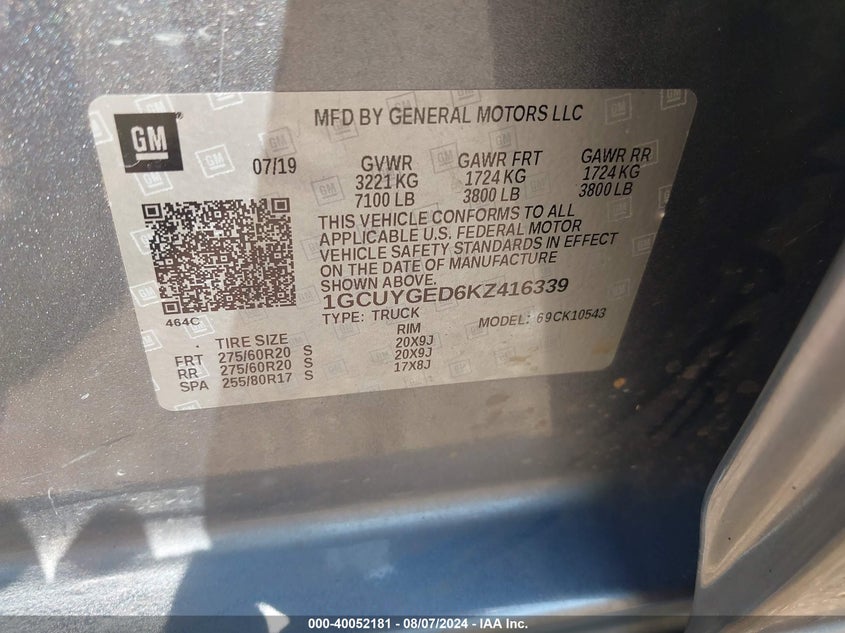 GM
MFD BY GENERAL MOTORS LLC
07/19
GVWR GAWR FRT GAWR RR
3221 KG 1724 KG 1724 KG
7100 LB 3800 LB 3800 LB
THIS VEHICLE CONFORMS TO ALL
APPLICABLE U.S. FEDERAL MOTOR
VEHICLE SAFETY STANDARDS IN EFFECT
ON THE DATE OF MANUFACTURE
SHOWN ABOVE.
1GCUYGED6KZ416339
464C
TYPE: TRUCK MODEL: 69CK10543
TIRE SIZE RIM
FRT 275/60R20 S 20X9J
RR 275/60R20 S 20X9J
SPA 255/80R17 S 17X8J
000-40052181 - 08/07/2024 - IAA Inc.